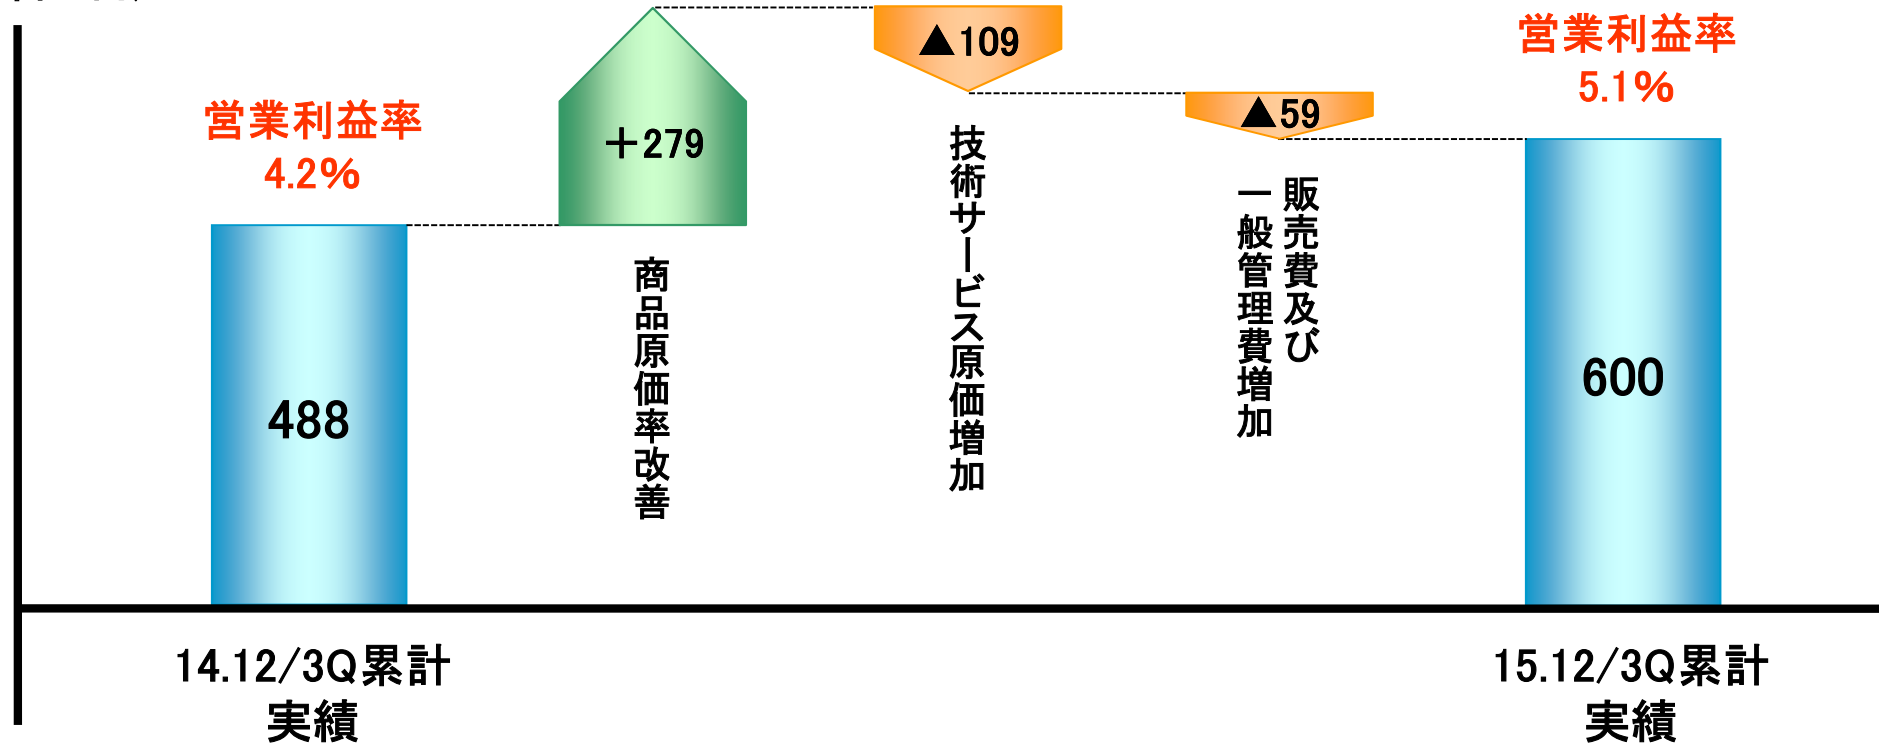 営業利益率
4.2%
488
+279
商品原価率改善
▲109
技術サービス原価増加
▲59
販売費及び
一般管理費増加
営業利益率
5.1%
600
14.12/3Q累計
実績
15.12/3Q累計
実績